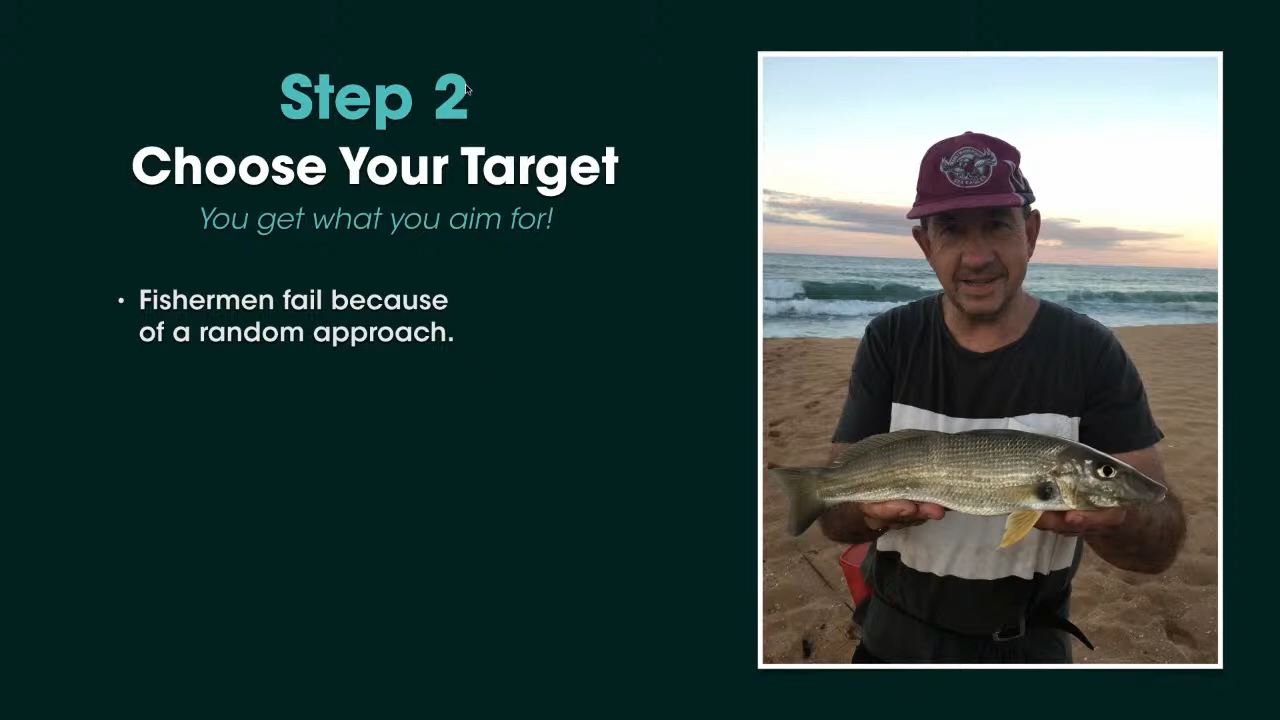 Step 2
Choose Your Target
You get what you aim for!
• Fishermen fail because
of a random approach.